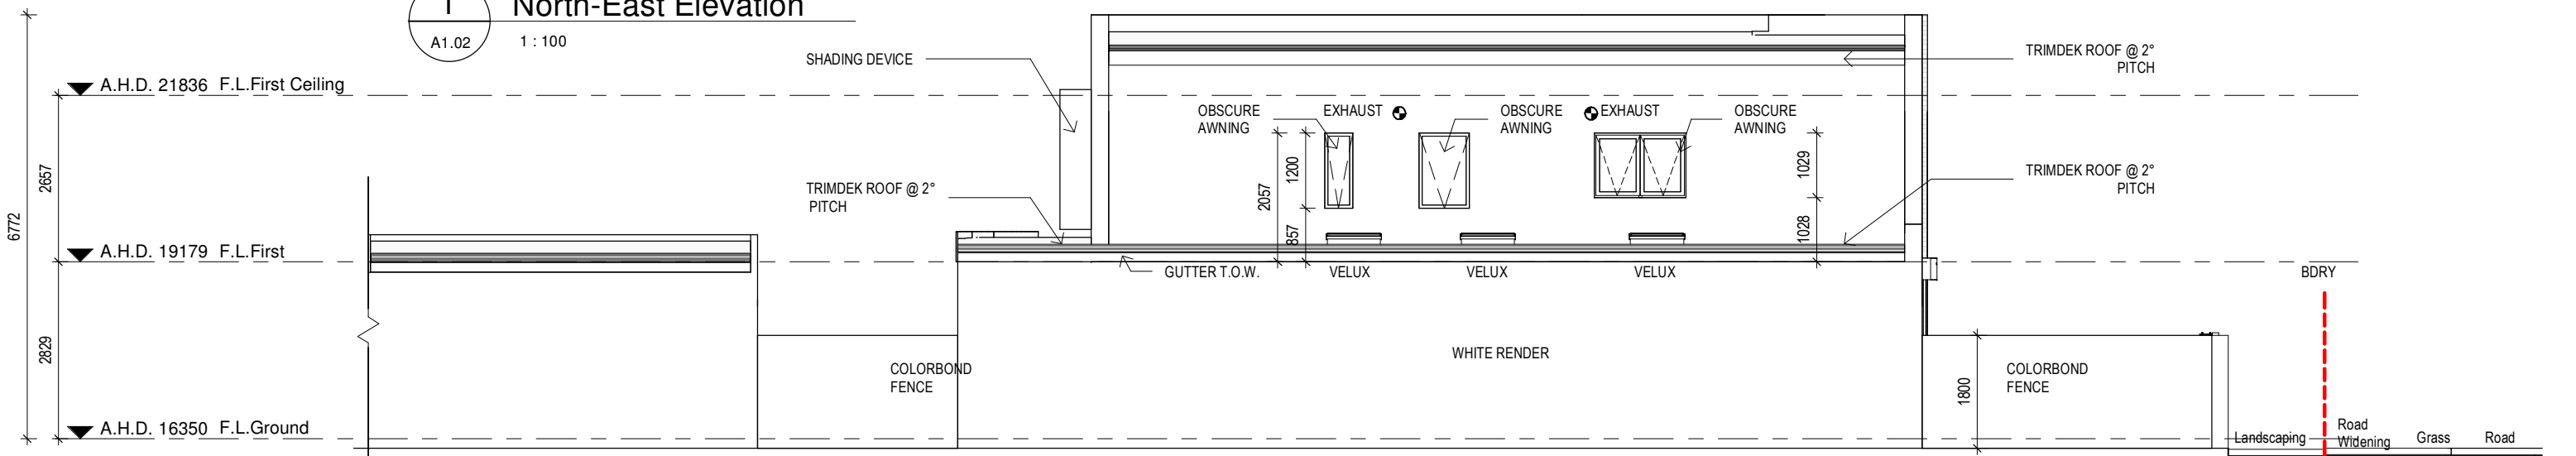 North-East Elevation
A1.02
1 : 100
SHADING DEVICE
TRIMDEK ROOF @ 2°
PITCH
A.H.D. 21836 F.L.First Ceiling
OBSCURE
AWNING
EXHAUST
OBSCURE
AWNING
EXHAUST
OBSCURE
AWNING
2657
6772
2057
1200
857
1029
1028
TRIMDEK ROOF @ 2°
PITCH
TRIMDEK ROOF @ 2°
PITCH
A.H.D. 19179 F.L.First
GUTTER T.O.W.
VELUX
VELUX
VELUX
BDRY
2829
COLORBOND
FENCE
WHITE RENDER
1800
COLORBOND
FENCE
A.H.D. 16350 F.L.Ground
Landscaping
Road
Widening
Grass
Road